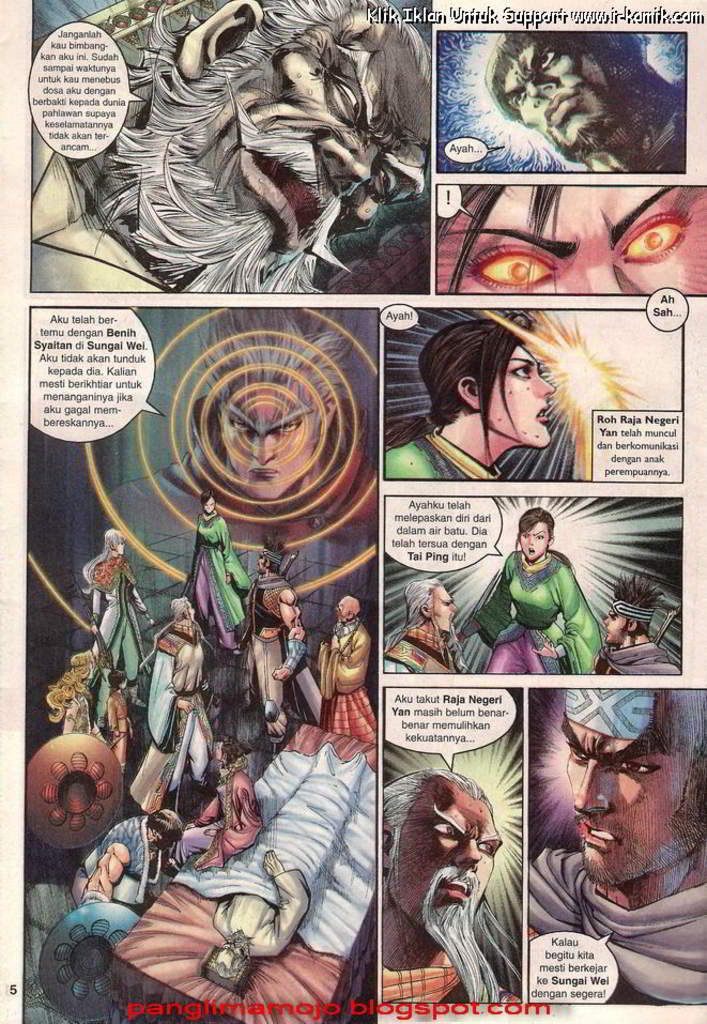 Klik Iklan Untuk Support www.ir-komik.com
Janganlah
kau bimbang-
kan aku ini. Sudah
sampai waktunya
untuk kau menebus
dosa aku dengan
berbakti kepada dunia
pahlawan supaya
keselamatannya
tidak akan ter-
ancam...
Ayah...
!
Aku telah ber-
temu dengan Benih
Syaitan di Sungai Wei.
Aku tidak akan tunduk
kepada dia. Kalian
mesti berikhtiar untuk
menanganinya jika
aku gagal mem-
bereskannya...
Ayah!
Ah
Sah...
Roh Raja Negeri
Yan telah muncul
dan berkomunikasi
dengan anak
perempuannya.
Ayahku telah
melepaskan diri dari
dalam air batu. Dia
telah tersua dengan
Tai Ping itu!
Aku takut Raja Negeri
Yan masih belum benar-
benar memulihkan
kekuatannya...
Kalau
begitu kita
mesti berkejar
ke Sungai Wei
dengan segera!
5
panglimamojo.blogspot.com